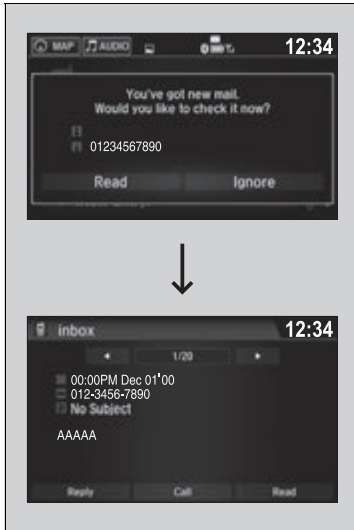 MAP AUDIO 12:34
You've got new mail.
Would you like to check it now?
01234567890
Read Ignore
inbox 12:34
1/20
00:00PM Dec 01'00
012-3456-7890
No Subject
AAAAA
Reply Call Read